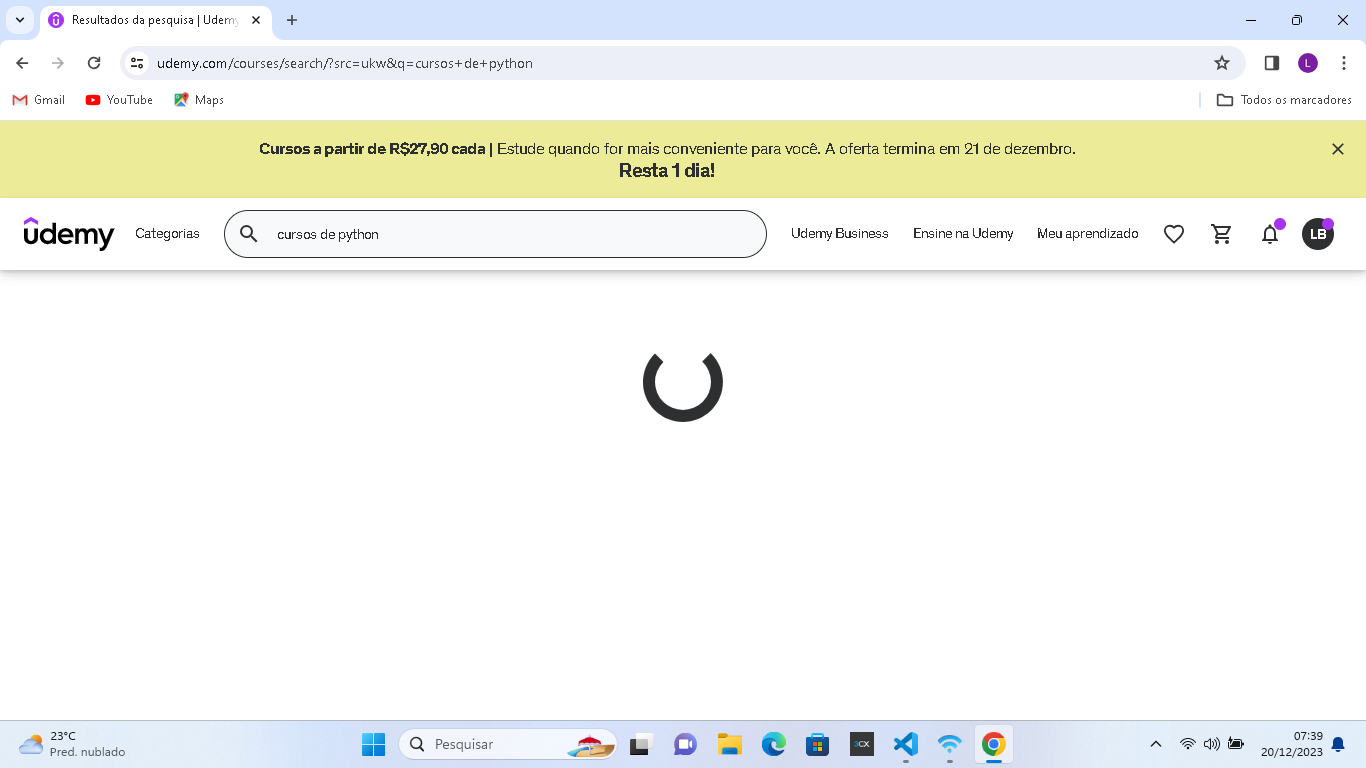 Resultados da pesquisa | Udemy
udemy.com/courses/search/?src=ukw&q=cursos+de+python
L
Gmail
YouTube
Maps
Todos os marcadores
Cursos a partir de R$27,90 cada | Estude quando for mais conveniente para você. A oferta termina em 21 de dezembro.
Resta 1 dia!
ûdemy
Categorias
cursos de python
Udemy Business
Ensine na Udemy
Meu aprendizado
LB
23°C
Pred. nublado
Pesquisar
3CX
07:39
20/12/2023